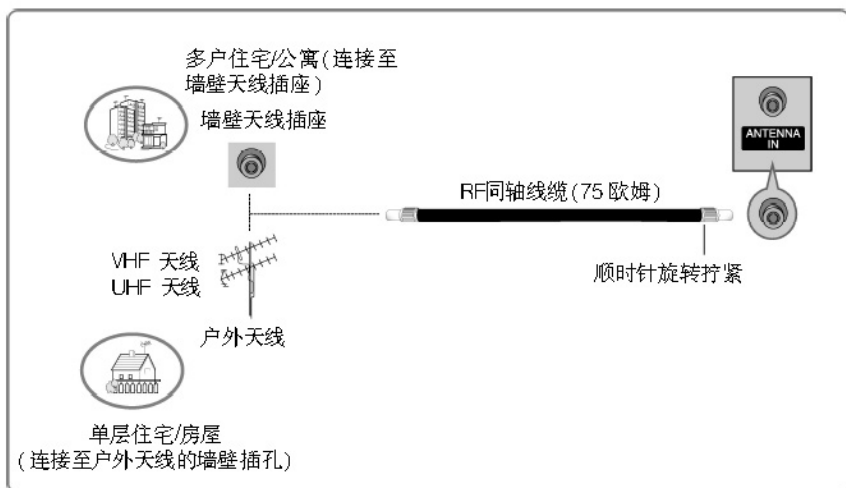 多户住宅/公寓(连接至
墙壁天线插座)
墙壁天线插座
ANTENNA
IN
RF同轴线缆(75 欧姆)
顺时针旋转拧紧
VHF 天线
UHF 天线
户外天线
单层住宅/房屋
(连接至户外天线的墙壁插孔)